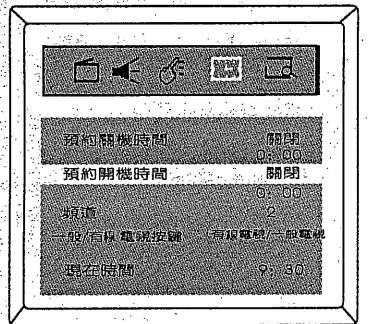 預約關機時間 關閉
0: 00
預約開機時間 關閉
0: 00
頻道 2
一般/有線電視按鍵 有線電視/一般電視
現在時間 9: 30